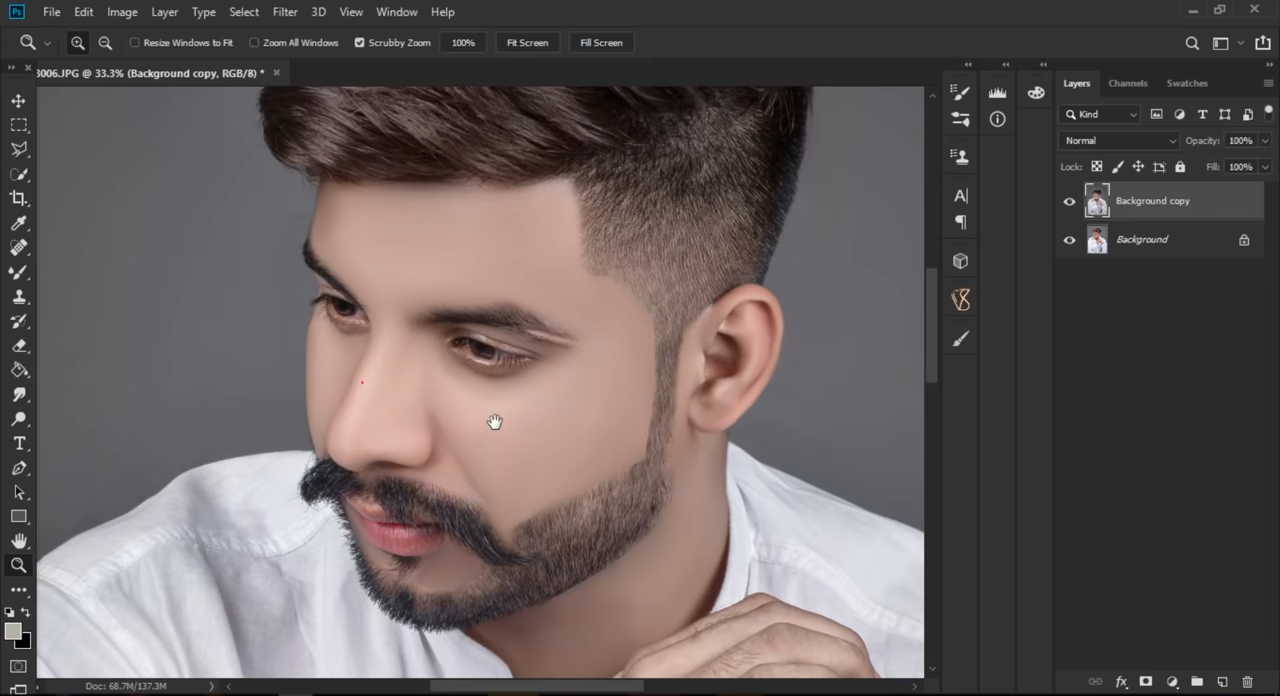 Ps File Edit Image Layer Type Select Filter 3D View Window Help
Resize Windows to Fit Zoom All Windows Scrubby Zoom 100% Fit Screen Fill Screen
3006.JPG @ 33.3% (Background copy, RGB/8) *
Layers Channels Swatches
Kind
Normal Opacity: 100%
Lock: Fill: 100%
Background copy
Background
Doc: 68.7M/137.3M